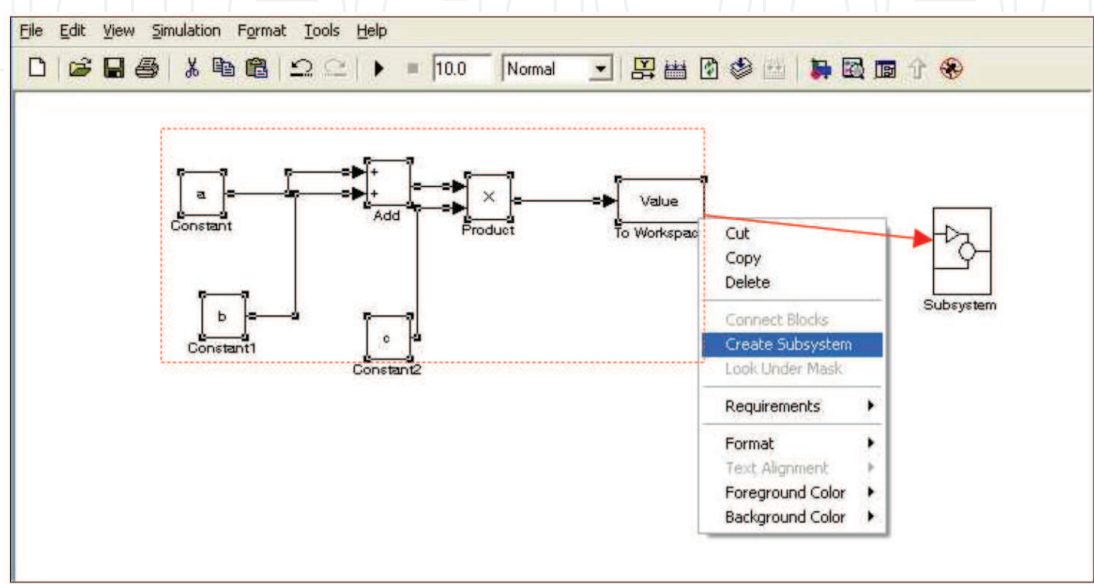 File Edit View Simulation Format Tools Help
10.0 Normal
a
Constant
+
+
Add
×
Product
Value
To Workspac
b
Constant1
c
Constant2
Cut
Copy
Delete
Connect Blocks
Create Subsystem
Look Under Mask
Requirements
Format
Text Alignment
Foreground Color
Background Color
Subsystem